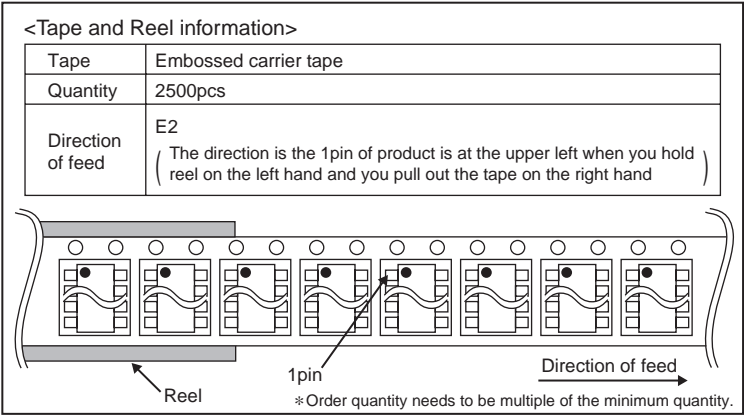 <Tape and Reel information>
Tape Embossed carrier tape
Quantity 2500pcs
Direction of feed E2
( The direction is the 1pin of product is at the upper left when you hold
reel on the left hand and you pull out the tape on the right hand )
1pin
Direction of feed
Reel
＊Order quantity needs to be multiple of the minimum quantity.